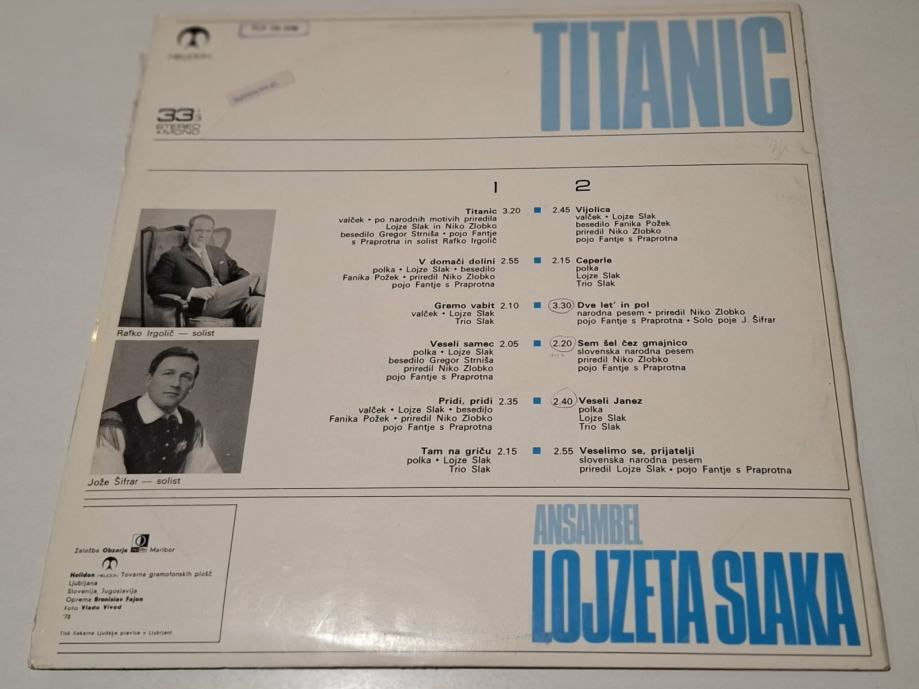 TITANIC
HELIDON
33 1/3
STEREO
+ MONO
1
Titanic 3.20
valček • po narodnih motivih priredila
Lojze Slak in Niko Zlobko
besedilo Gregor Strniša • pojo Fantje
s Praprotna in solist Rafko Irgolič
V domači dolini 2.55
polka • Lojze Slak • besedilo
Fanika Požek • priredil Niko Zlobko
pojo Fantje s Praprotna
Gremo vabit 2.10
valček • Lojze Slak
Trio Slak
Veseli samec 2.05
polka • Lojze Slak
besedilo Gregor Strniša
priredil Niko Zlobko
pojo Fantje s Praprotna
Pridi, pridi 2.35
valček • Lojze Slak • besedilo
Fanika Požek • priredil Niko Zlobko
pojo Fantje s Praprotna
Tam na griču 2.15
polka • Lojze Slak
Trio Slak
2
2.45 Vijolica
valček • Lojze Slak
besedilo Fanika Požek
priredil Niko Zlobko
pojo Fantje s Praprotna
2.15 Ceperle
polka
Lojze Slak
Trio Slak
3.30 Dve let' in pol
narodna pesem • priredil Niko Zlobko
pojo Fantje s Praprotna • Solo poje J. Šifrar
2.20 Sem šel čez gmajnico
slovenska narodna pesem
priredil Niko Zlobko
pojo Fantje s Praprotna
2.40 Veseli Janez
polka
Lojze Slak
Trio Slak
2.55 Veselimo se, prijatelji
slovenska narodna pesem
priredil Lojze Slak • pojo Fantje s Praprotna
Rafko Irgolič — solist
Jože Šifrar — solist
Založba Obzorja Maribor
Helidon HELIDON Tovarna gramofonskih plošč
Ljubljana
Slovenija, Jugoslavija
Oprema Bronislav Fajon
Foto Vlado Vivod
'70
Tisk tiskarna Ljudske pravice v Ljubljani
ANSAMBEL
LOJZETA SLAKA